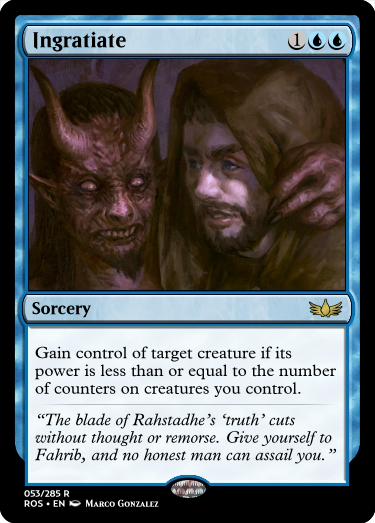 Ingratiate 1
Sorcery
Gain control of target creature if its
power is less than or equal to the number
of counters on creatures you control.
“The blade of Rahstadhe’s ‘truth’ cuts
without thought or remorse. Give yourself to
Fahrib, and no honest man can assail you.”
053/285 R
ROS • EN Marco Gonzalez